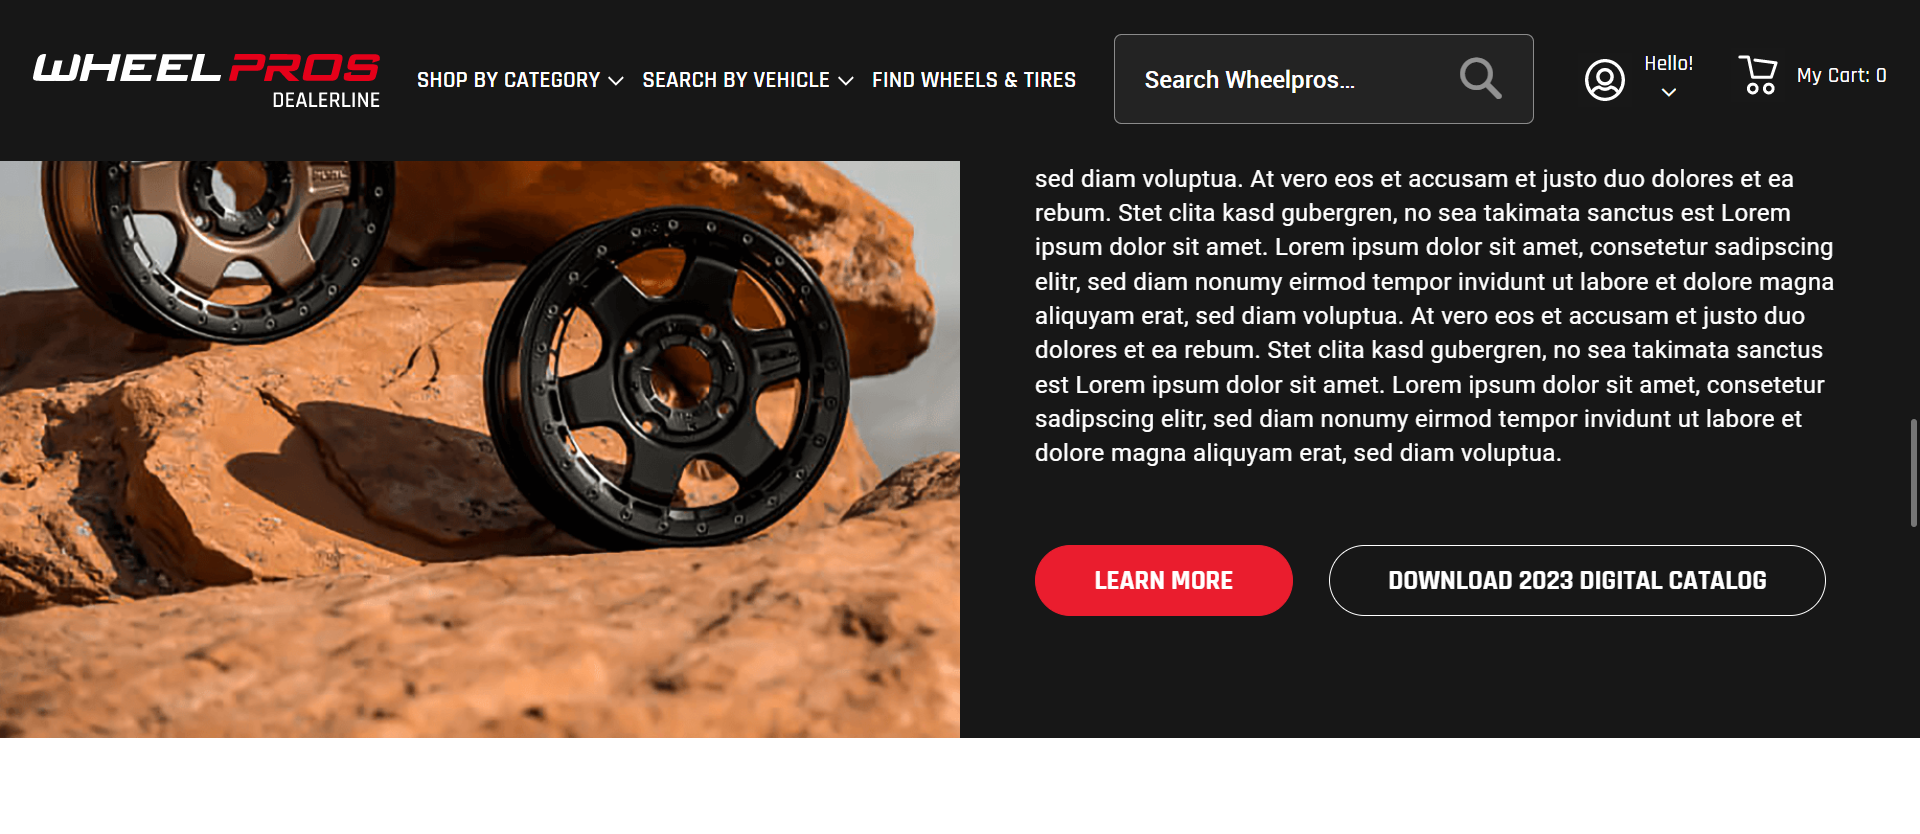 WHEEL PROS
DEALERLINE
SHOP BY CATEGORY
SEARCH BY VEHICLE
FIND WHEELS & TIRES
Search Wheelpros...
Hello!
My Cart: 0
sed diam voluptua. At vero eos et accusam et justo duo dolores et ea
rebum. Stet clita kasd gubergren, no sea takimata sanctus est Lorem
ipsum dolor sit amet. Lorem ipsum dolor sit amet, consetetur sadipscing
elitr, sed diam nonumy eirmod tempor invidunt ut labore et dolore magna
aliquyam erat, sed diam voluptua. At vero eos et accusam et justo duo
dolores et ea rebum. Stet clita kasd gubergren, no sea takimata sanctus
est Lorem ipsum dolor sit amet. Lorem ipsum dolor sit amet, consetetur
sadipscing elitr, sed diam nonumy eirmod tempor invidunt ut labore et
dolore magna aliquyam erat, sed diam voluptua.
LEARN MORE
DOWNLOAD 2023 DIGITAL CATALOG